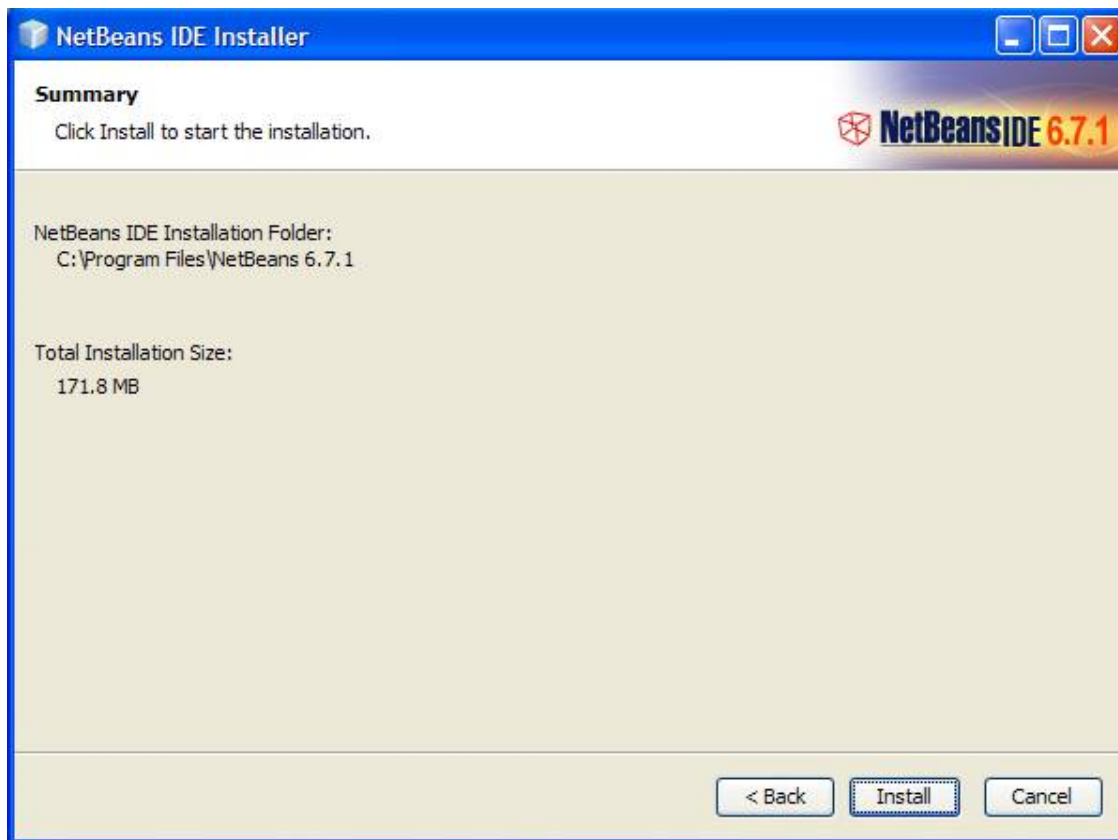 NetBeans IDE Installer
Summary
Click Install to start the installation.
NetBeans IDE 6.7.1
NetBeans IDE Installation Folder:
C:\Program Files\NetBeans 6.7.1
Total Installation Size:
171.8 MB
< Back Install Cancel